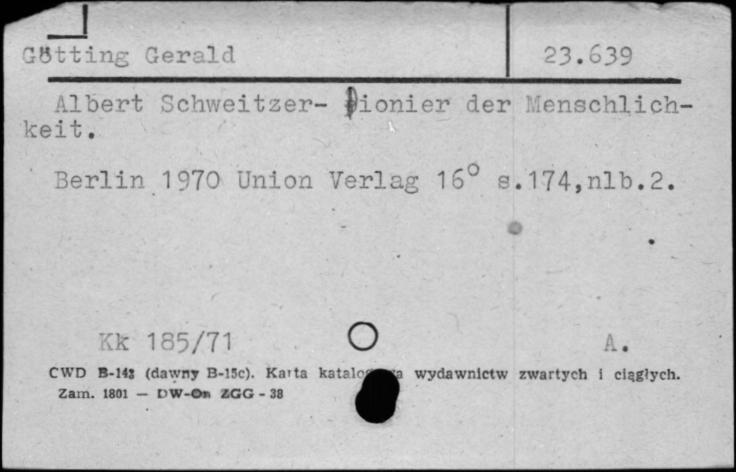 Götting Gerald 23.639
Albert Schweitzer- Pionier der Menschlich-
keit.
Berlin 1970 Union Verlag 16° s.174,nlb.2.
Kk 185/71 A.
CWD B-143 (dawny B-15c). Karta wydawnictw zwartych i ciągłych.
Zam. 1801 — DW-On ZGG - 38